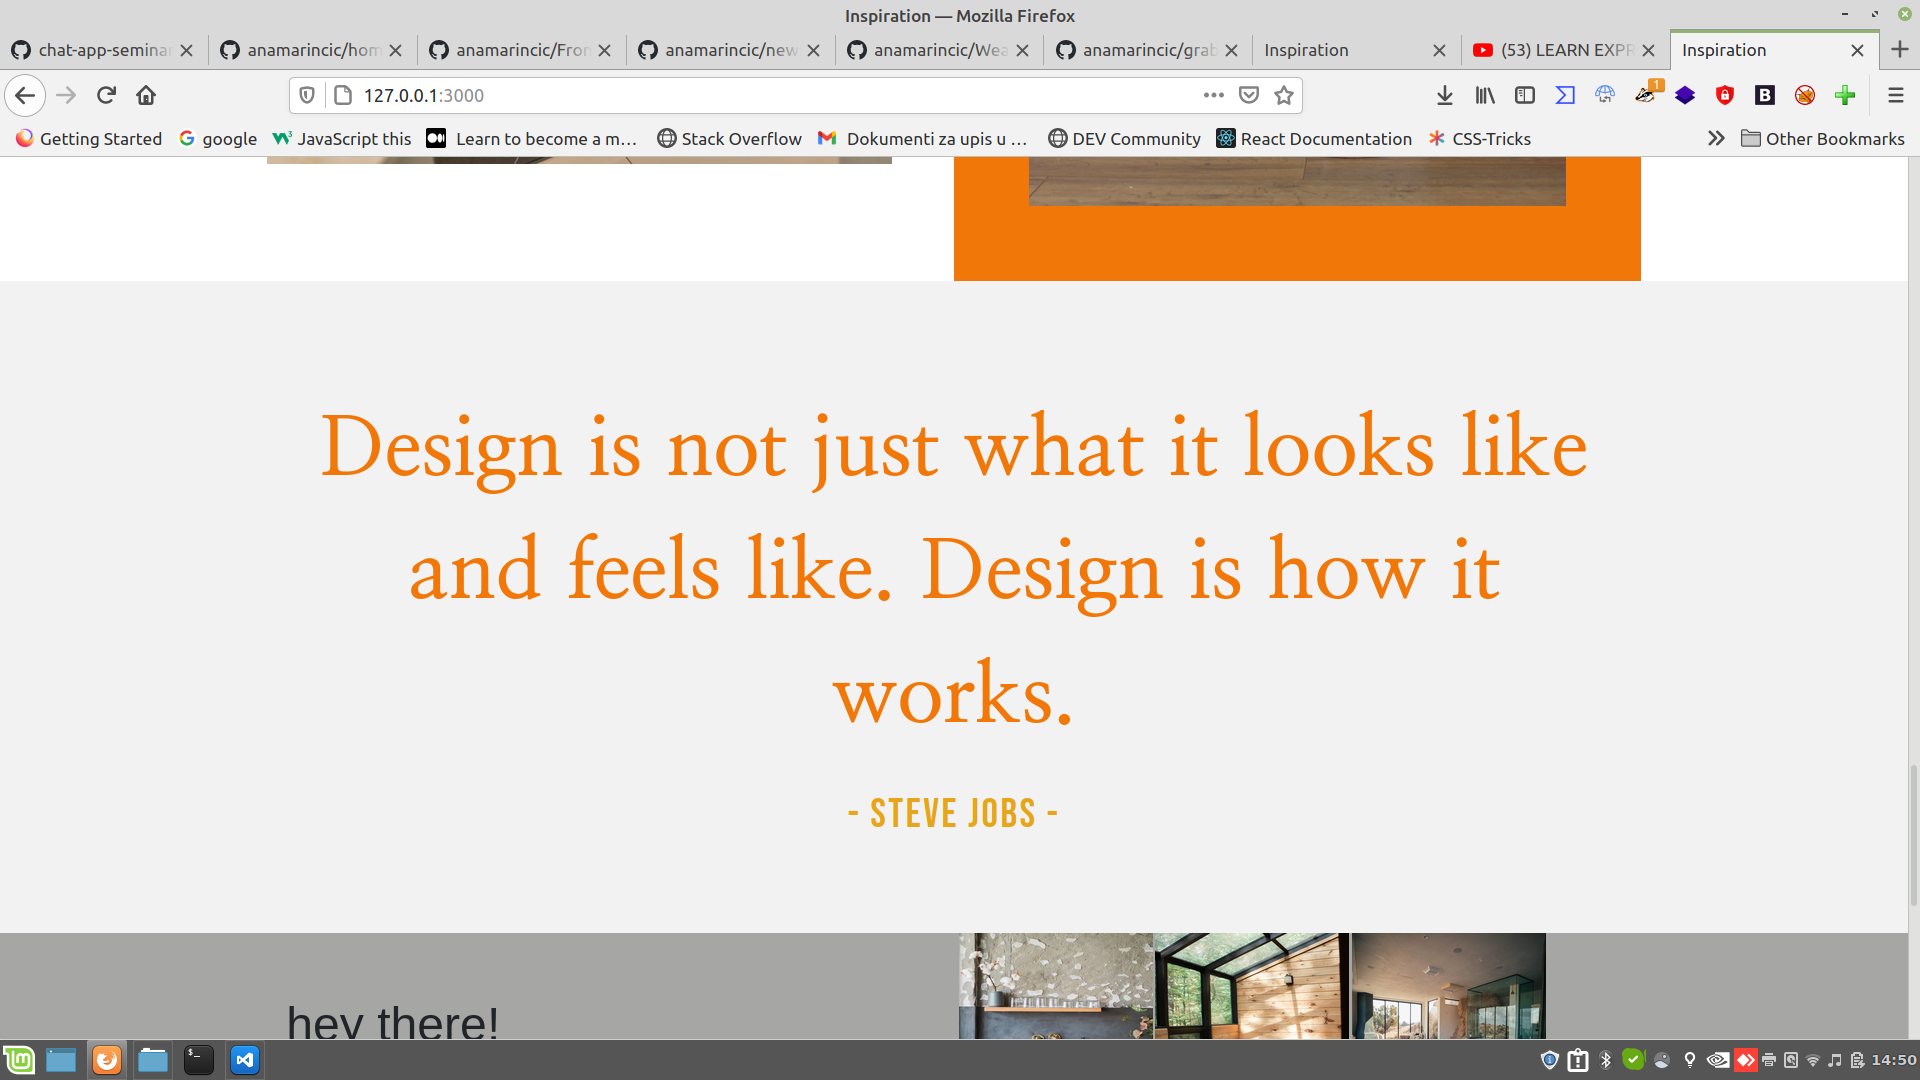 Inspiration — Mozilla Firefox
chat-app-seminar
anamarincic/hom
anamarincic/Fron
anamarincic/new
anamarincic/Wea
anamarincic/grab
Inspiration
(53) LEARN EXPR
Inspiration
127.0.0.1:3000
1
Getting Started
google
JavaScript this
Learn to become a m…
Stack Overflow
Dokumenti za upis u …
DEV Community
React Documentation
CSS-Tricks
Other Bookmarks
Design is not just what it looks like
and feels like. Design is how it
works.
- STEVE JOBS -
hey there!
14:50